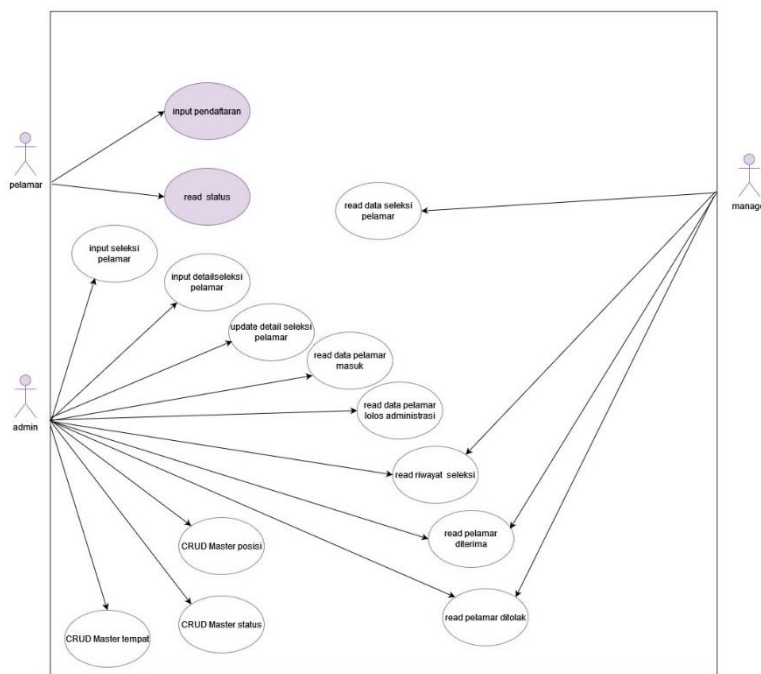 input pendaftaran
pelamar
read status
read data seleksi
pelamar
manage
input seleksi
pelamar
input detailseleksi
pelamar
update detail seleksi
pelamar
read data pelamar
masuk
read data pelamar
lolos administrasi
admin
read riwayat seleksi
read pelamar
diterima
CRUD Master posisi
read pelamar ditolak
CRUD Master status
CRUD Master tempat